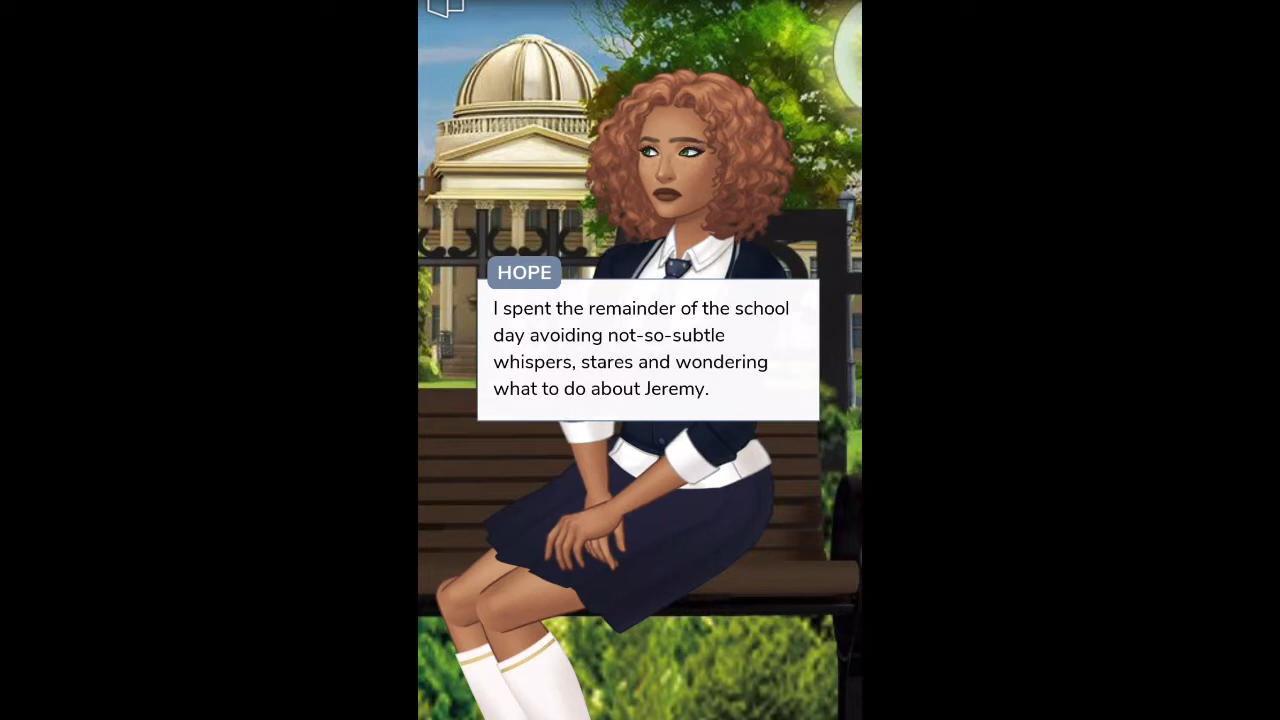 HOPE
I spent the remainder of the school
day avoiding not-so-subtle
whispers, stares and wondering
what to do about Jeremy.